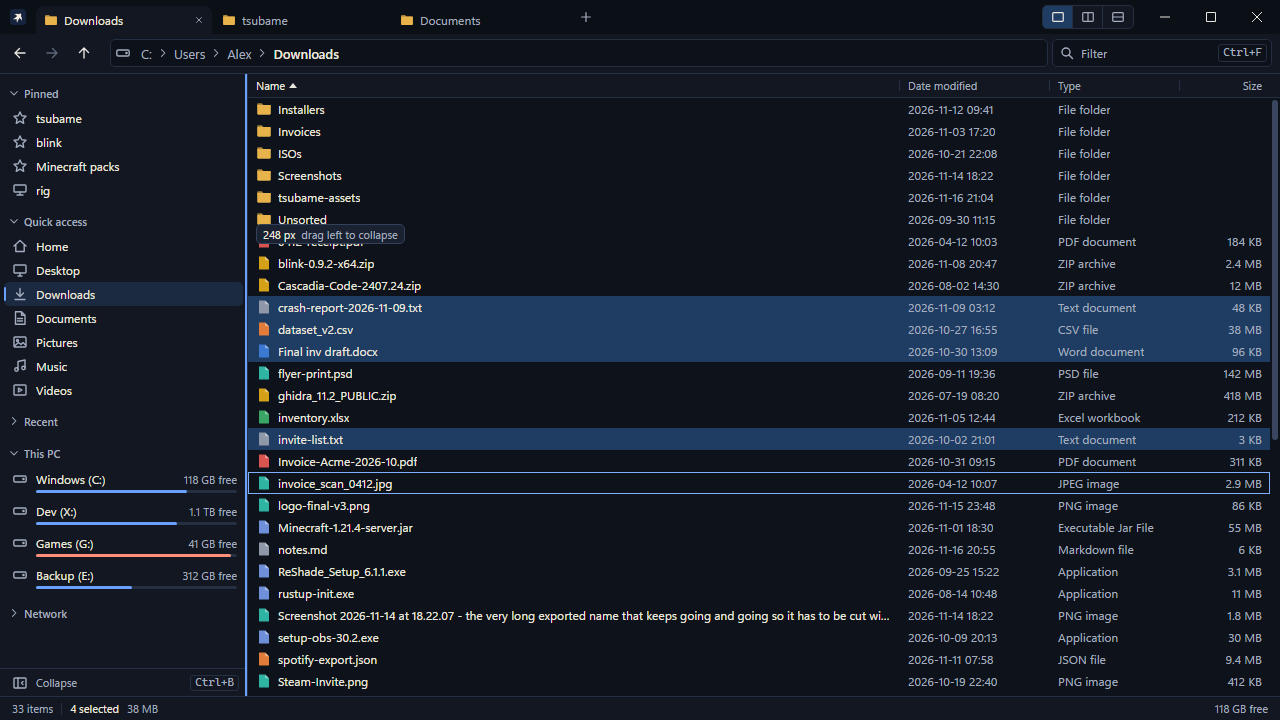 Downloads
tsubame
Documents
C: Users Alex Downloads
Filter Ctrl+F
Pinned
tsubame
blink
Minecraft packs
rig
Quick access
Home
Desktop
Downloads
Documents
Pictures
Music
Videos
Recent
This PC
Windows (C:) 118 GB free
Dev (X:) 1.1 TB free
Games (G:) 41 GB free
Backup (E:) 312 GB free
Network
Collapse Ctrl+B
Name Date modified Type Size
Installers 2026-11-12 09:41 File folder
Invoices 2026-11-03 17:20 File folder
ISOs 2026-10-21 22:08 File folder
Screenshots 2026-11-14 18:22 File folder
tsubame-assets 2026-11-16 21:04 File folder
Unsorted 2026-09-30 11:15 File folder
248 px drag left to collapse
2026-04-12 10:03 PDF document 184 KB
blink-0.9.2-x64.zip 2026-11-08 20:47 ZIP archive 2.4 MB
Cascadia-Code-2407.24.zip 2026-08-02 14:30 ZIP archive 12 MB
crash-report-2026-11-09.txt 2026-11-09 03:12 Text document 48 KB
dataset_v2.csv 2026-10-27 16:55 CSV file 38 MB
Final inv draft.docx 2026-10-30 13:09 Word document 96 KB
flyer-print.psd 2026-09-11 19:36 PSD file 142 MB
ghidra_11.2_PUBLIC.zip 2026-07-19 08:20 ZIP archive 418 MB
inventory.xlsx 2026-11-05 12:44 Excel workbook 212 KB
invite-list.txt 2026-10-02 21:01 Text document 3 KB
Invoice-Acme-2026-10.pdf 2026-10-31 09:15 PDF document 311 KB
invoice_scan_0412.jpg 2026-04-12 10:07 JPEG image 2.9 MB
logo-final-v3.png 2026-11-15 23:48 PNG image 86 KB
Minecraft-1.21.4-server.jar 2026-11-01 18:30 Executable Jar File 55 MB
notes.md 2026-11-16 20:55 Markdown file 6 KB
ReShade_Setup_6.1.1.exe 2026-09-25 15:22 Application 3.1 MB
rustup-init.exe 2026-08-14 10:48 Application 11 MB
Screenshot 2026-11-14 at 18.22.07 - the very long exported name that keeps going and going so it has to be cut wi... 2026-11-14 18:22 PNG image 1.8 MB
setup-obs-30.2.exe 2026-10-09 20:13 Application 30 MB
spotify-export.json 2026-11-11 07:58 JSON file 9.4 MB
Steam-Invite.png 2026-10-19 22:40 PNG image 412 KB
33 items 4 selected 38 MB 118 GB free